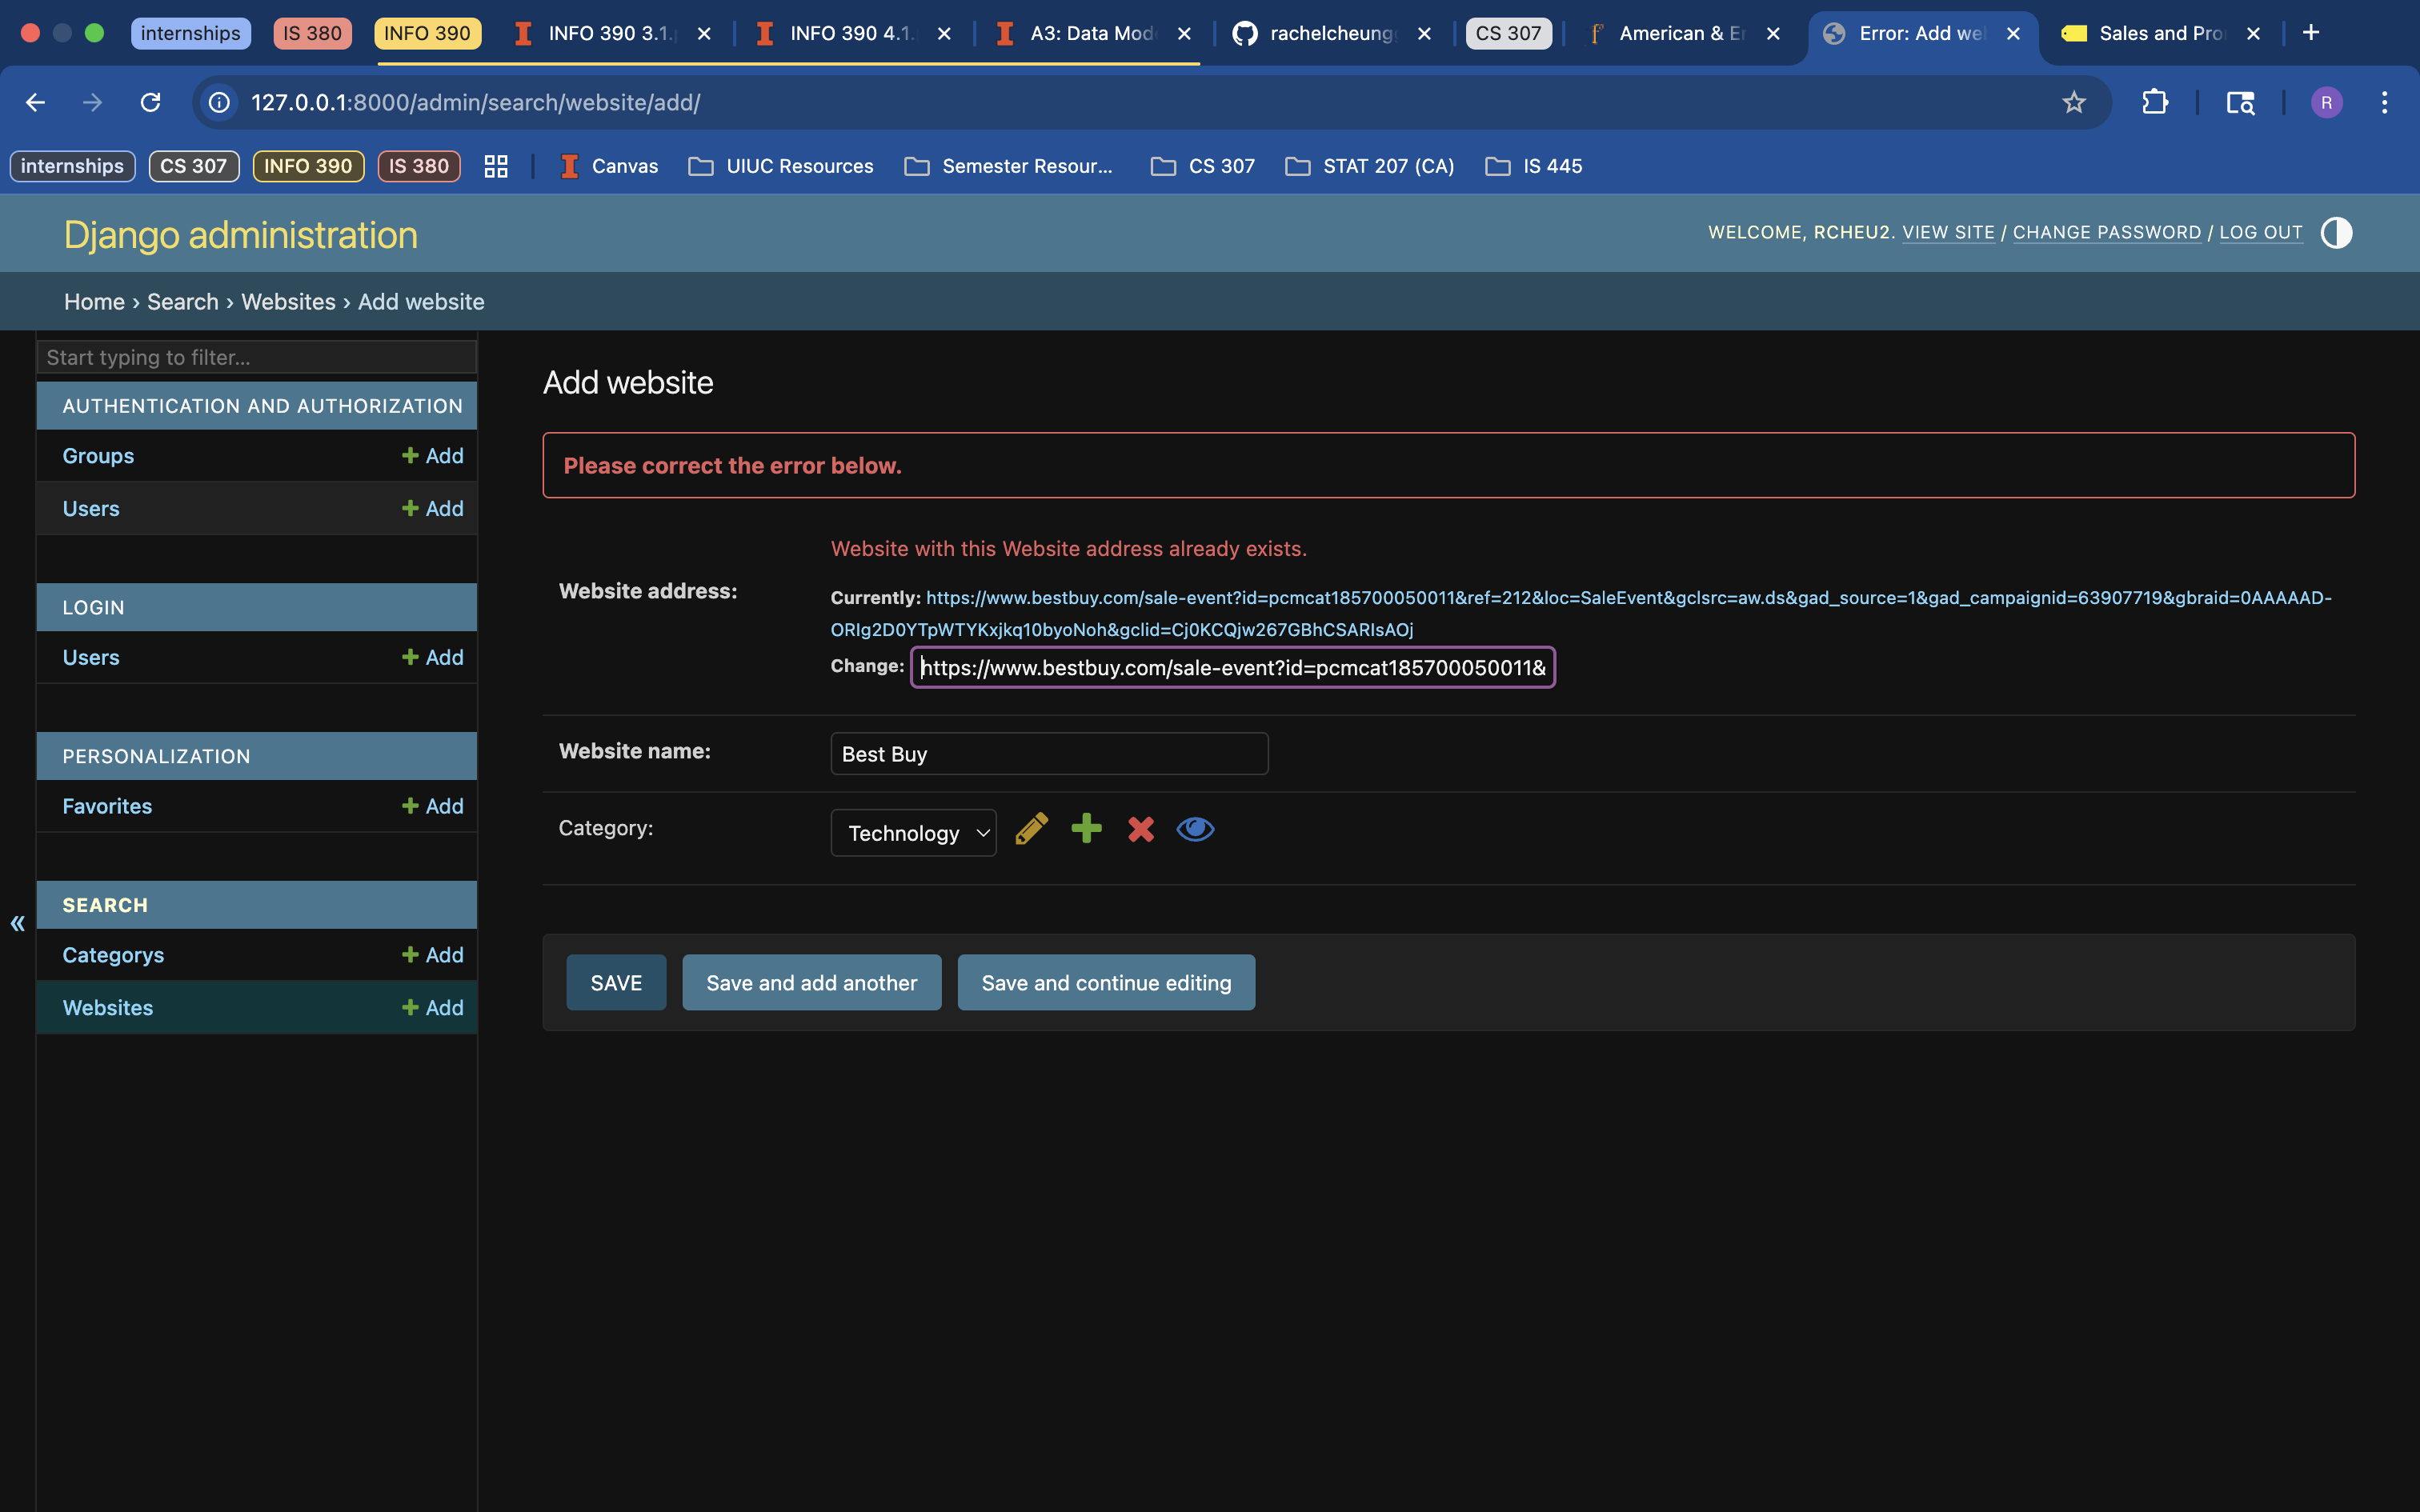 internships IS 380 INFO 390 INFO 390 3.1. INFO 390 4.1. A3: Data Mod rachelcheung CS 307 American & Er Error: Add we Sales and Pro
127.0.0.1:8000/admin/search/website/add/ R
internships CS 307 INFO 390 IS 380 Canvas UIUC Resources Semester Resour... CS 307 STAT 207 (CA) IS 445
Django administration
WELCOME, RCHEU2. VIEW SITE / CHANGE PASSWORD / LOG OUT
Home › Search › Websites › Add website
Start typing to filter...
AUTHENTICATION AND AUTHORIZATION
Groups + Add
Users + Add
LOGIN
Users + Add
PERSONALIZATION
Favorites + Add
SEARCH
Categorys + Add
Websites + Add
«
Add website
Please correct the error below.
Website with this Website address already exists.
Website address:
Currently: https://www.bestbuy.com/sale-event?id=pcmcat185700050011&ref=212&loc=SaleEvent&gclsrc=aw.ds&gad_source=1&gad_campaignid=63907719&gbraid=0AAAAAD-
ORIg2D0YTpWTYKxjkq10byoNoh&gclid=Cj0KCQjw267GBhCSARIsAOj
Change: https://www.bestbuy.com/sale-event?id=pcmcat185700050011&
Website name: Best Buy
Category: Technology
SAVE Save and add another Save and continue editing